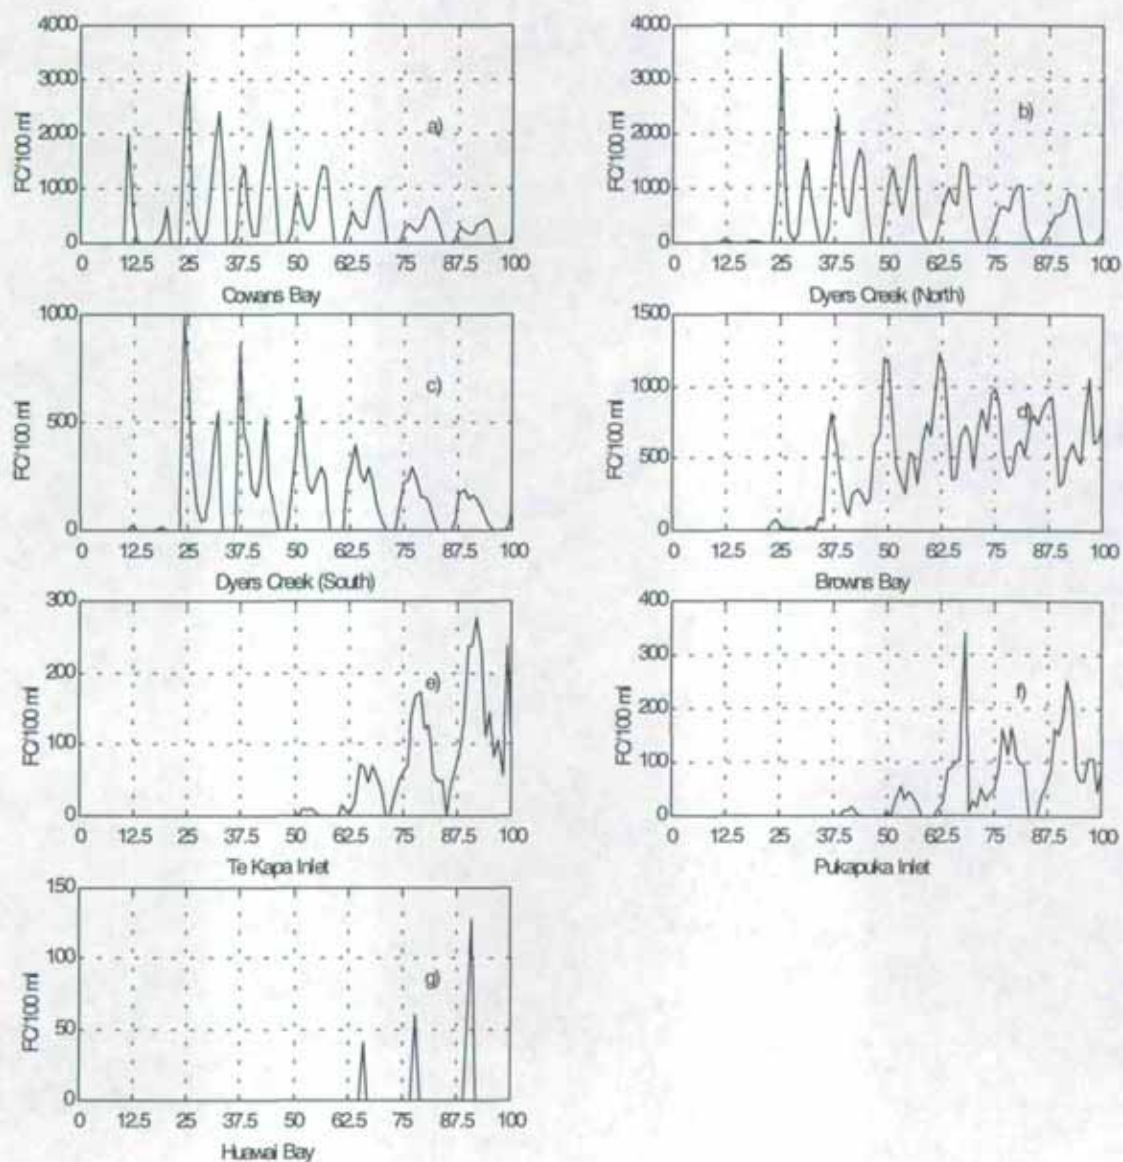 4000
3000
2000
1000
0
FC/100 ml
a)
0 12.5 25 37.5 50 62.5 75 87.5 100
Cowans Bay
4000
3000
2000
1000
0
FC/100 ml
b)
0 12.5 25 37.5 50 62.5 75 87.5 100
Dyers Creek (North)
1000
500
0
FC/100 ml
c)
0 12.5 25 37.5 50 62.5 75 87.5 100
Dyers Creek (South)
1500
1000
500
0
FC/100 ml
d)
0 12.5 25 37.5 50 62.5 75 87.5 100
Browns Bay
300
200
100
0
FC/100 ml
e)
0 12.5 25 37.5 50 62.5 75 87.5 100
Te Kapa Inlet
400
300
200
100
0
FC/100 ml
f)
0 12.5 25 37.5 50 62.5 75 87.5 100
Pukapuka Inlet
150
100
50
0
FC/100 ml
g)
0 12.5 25 37.5 50 62.5 75 87.5 100
Huawai Bay